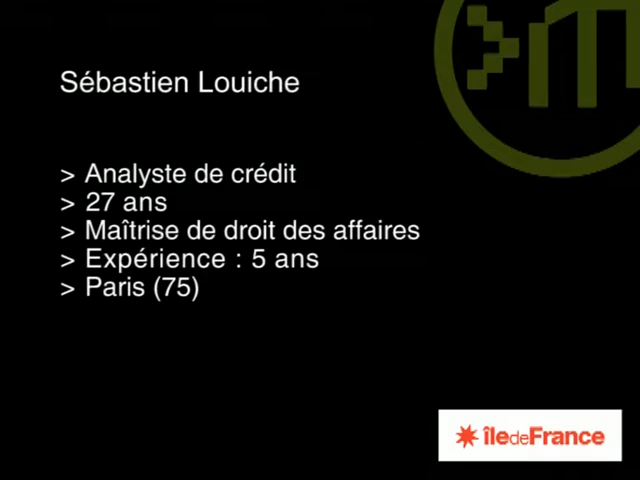 Sébastien Louiche
> Analyste de crédit
> 27 ans
> Maîtrise de droit des affaires
> Expérience : 5 ans
> Paris (75)
îledeFrance